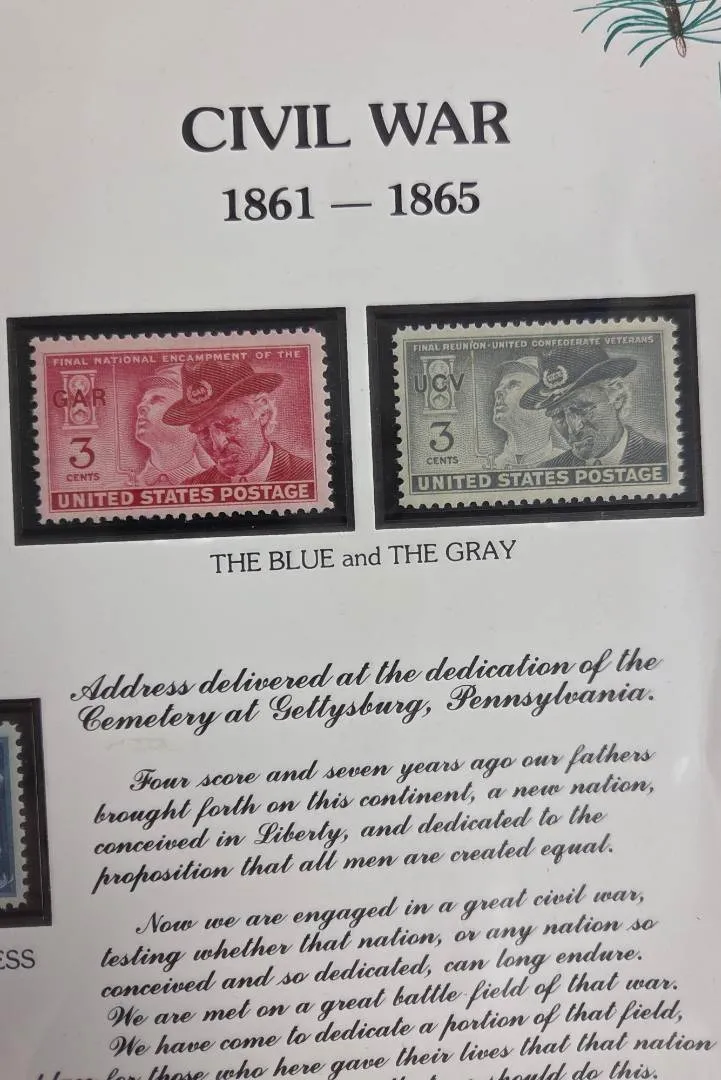 CIVIL WAR
1861 — 1865
FINAL NATIONAL ENCAMPMENT OF THE
GAR
3
CENTS
UNITED STATES POSTAGE
FINAL REUNION · UNITED CONFEDERATE VETERANS
UCV
3
CENTS
UNITED STATES POSTAGE
THE BLUE and THE GRAY
Address delivered at the dedication of the
Cemetery at Gettysburg, Pennsylvania.
Four score and seven years ago our fathers
brought forth on this continent, a new nation,
conceived in Liberty, and dedicated to the
proposition that all men are created equal.
Now we are engaged in a great civil war,
testing whether that nation, or any nation so
conceived and so dedicated, can long endure.
We are met on a great battle-field of that war.
We have come to dedicate a portion of that field,
for those who here gave their lives that that nation
should do this.
ESS